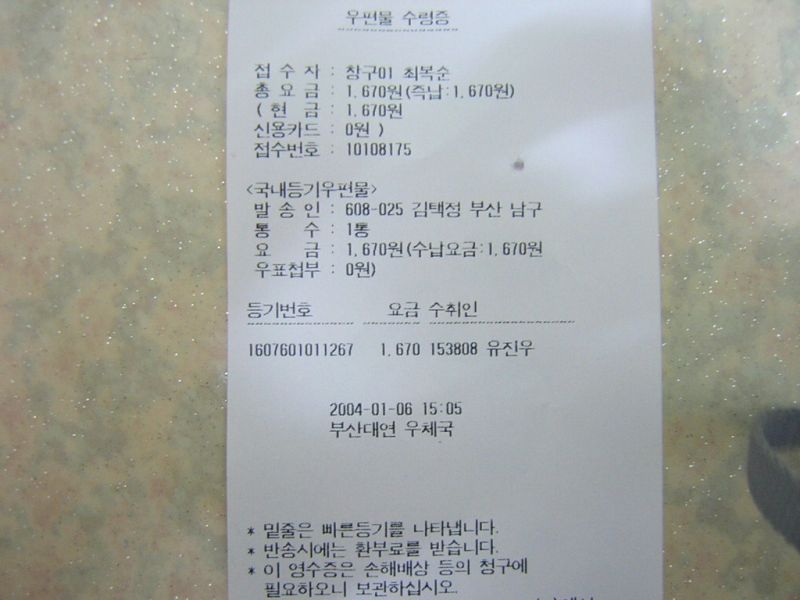 우편물 수령증
접 수 자 : 창구01 최복순
총 요 금 : 1,670원(즉납:1,670원)
( 현 금 : 1,670원
신용카드 : 0원 )
접수번호 : 10108175
<국내등기우편물>
발 송 인 : 608-025 김택정 부산 남구
통 수 : 1통
요 금 : 1,670원(수납요금:1,670원
우표첩부 : 0원)
등기번호 요금 수취인
1607601011267 1,670 153808 유진우
2004-01-06 15:05
부산대연 우체국
* 밑줄은 빠른등기를 나타냅니다.
* 반송시에는 환부료를 받습니다.
* 이 영수증은 손해배상 등의 청구에
필요하오니 보관하십시오.